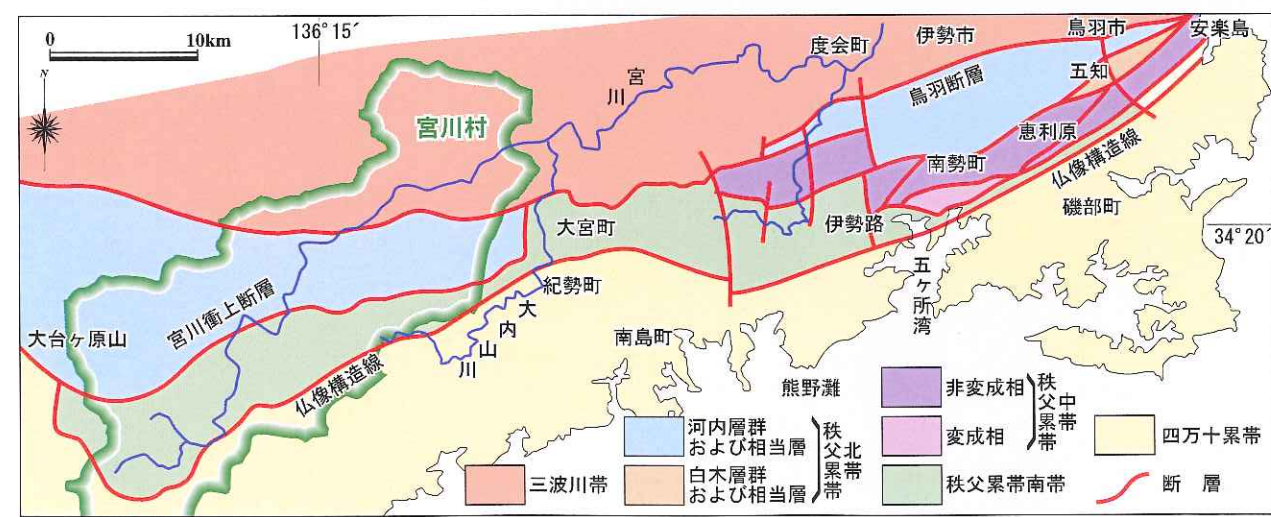 0 10km
136°15´
N
宮川村
宮川
度会町
伊勢市
鳥羽市
安楽島
五知
鳥羽断層
恵利原
南勢町
仏像構造線
磯部町
34°20´
伊勢路
大宮町
五ヶ所湾
紀勢町
大内山川
宮川衝上断層
大台ヶ原山
仏像構造線
南島町
熊野灘
三波川帯
河内層群
および相当層
白木層群
および相当層
秩父累帯
北帯
非変成相
変成相
秩父累帯
中帯
秩父累帯南帯
四万十累帯
断 層